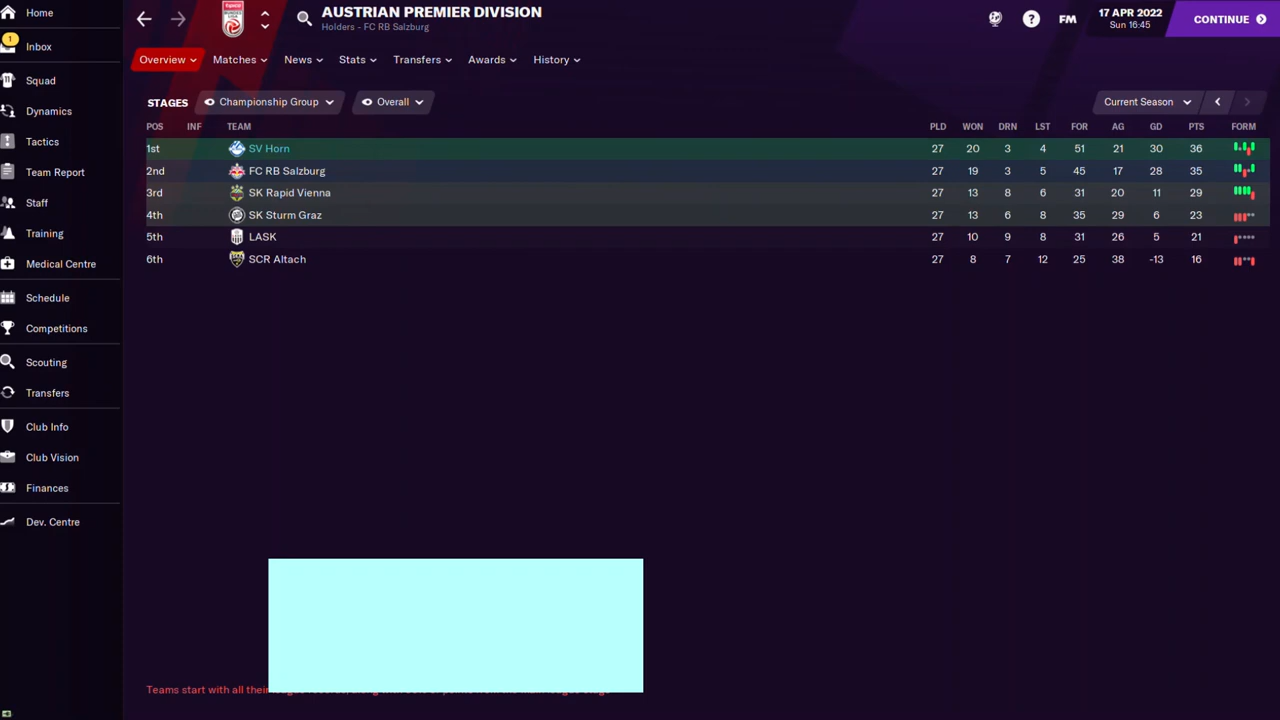 Home
AUSTRIAN PREMIER DIVISION
Holders - FC RB Salzburg
FM
17 APR 2022
Sun 16:45
CONTINUE
1
Inbox
Squad
Dynamics
Tactics
Team Report
Staff
Training
Medical Centre
Schedule
Competitions
Scouting
Transfers
Club Info
Club Vision
Finances
Dev. Centre
Overview Matches News Stats Transfers Awards History
STAGES Championship Group Overall Current Season
POS INF TEAM PLD WON DRN LST FOR AG GD PTS FORM
1st SV Horn 27 20 3 4 51 21 30 36
2nd FC RB Salzburg 27 19 3 5 45 17 28 35
3rd SK Rapid Vienna 27 13 8 6 31 20 11 29
4th SK Sturm Graz 27 13 6 8 35 29 6 23
5th LASK 27 10 9 8 31 26 5 21
6th SCR Altach 27 8 7 12 25 38 -13 16
Teams start with all their